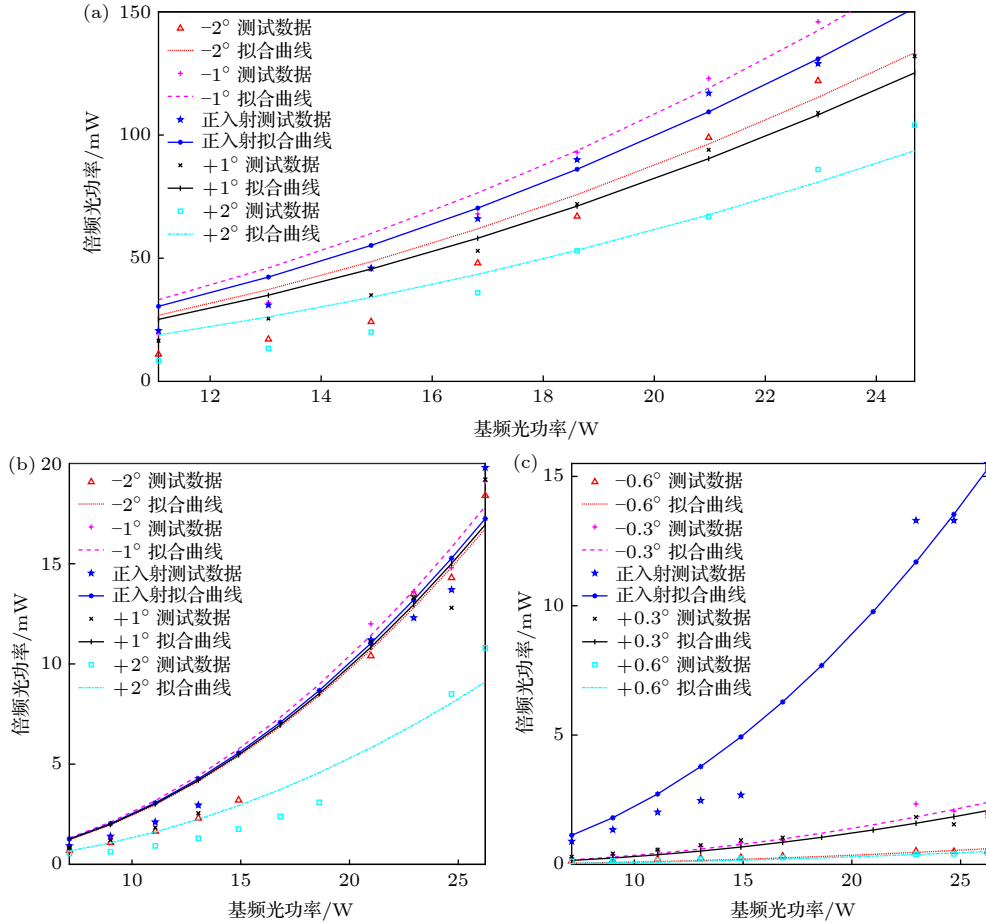 (a)
150
100
50
0
倍频光功率/mW
–2° 测试数据
–2° 拟合曲线
–1° 测试数据
–1° 拟合曲线
正入射测试数据
正入射拟合曲线
+1° 测试数据
+1° 拟合曲线
+2° 测试数据
+2° 拟合曲线
12 14 16 18 20 22 24
基频光功率/W
(b)
20
15
10
5
0
倍频光功率/mW
–2° 测试数据
–2° 拟合曲线
–1° 测试数据
–1° 拟合曲线
正入射测试数据
正入射拟合曲线
+1° 测试数据
+1° 拟合曲线
+2° 测试数据
+2° 拟合曲线
10 15 20 25
基频光功率/W
(c)
15
10
5
0
倍频光功率/mW
–0.6° 测试数据
–0.6° 拟合曲线
–0.3° 测试数据
–0.3° 拟合曲线
正入射测试数据
正入射拟合曲线
+0.3° 测试数据
+0.3° 拟合曲线
+0.6° 测试数据
+0.6° 拟合曲线
10 15 20 25
基频光功率/W